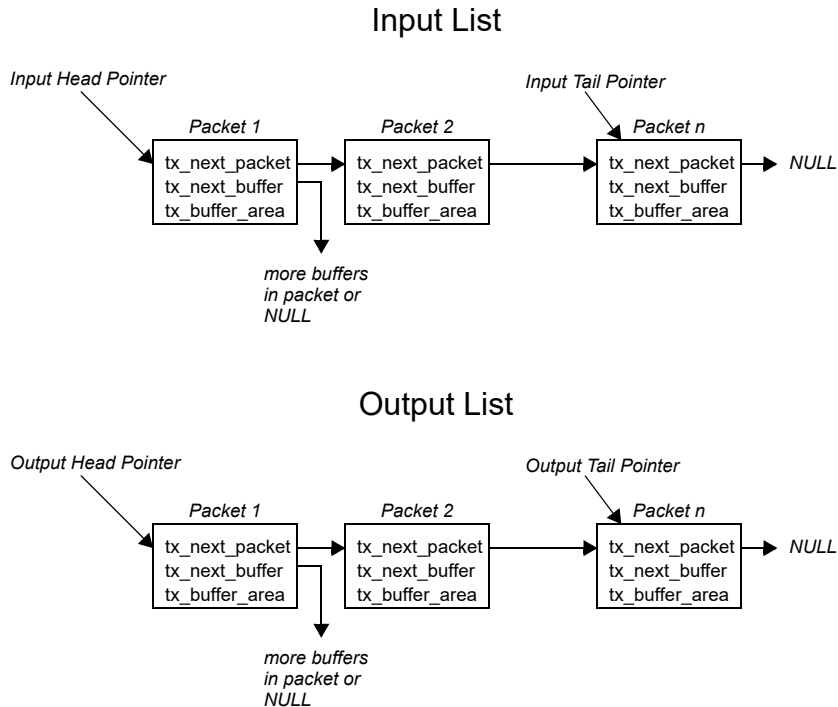 Input List
Input Head Pointer
Input Tail Pointer
Packet 1
Packet 2
Packet n
tx_next_packet
tx_next_buffer
tx_buffer_area
tx_next_packet
tx_next_buffer
tx_buffer_area
tx_next_packet
tx_next_buffer
tx_buffer_area
NULL
more buffers
in packet or
NULL
Output List
Output Head Pointer
Output Tail Pointer
Packet 1
Packet 2
Packet n
tx_next_packet
tx_next_buffer
tx_buffer_area
tx_next_packet
tx_next_buffer
tx_buffer_area
tx_next_packet
tx_next_buffer
tx_buffer_area
NULL
more buffers
in packet or
NULL